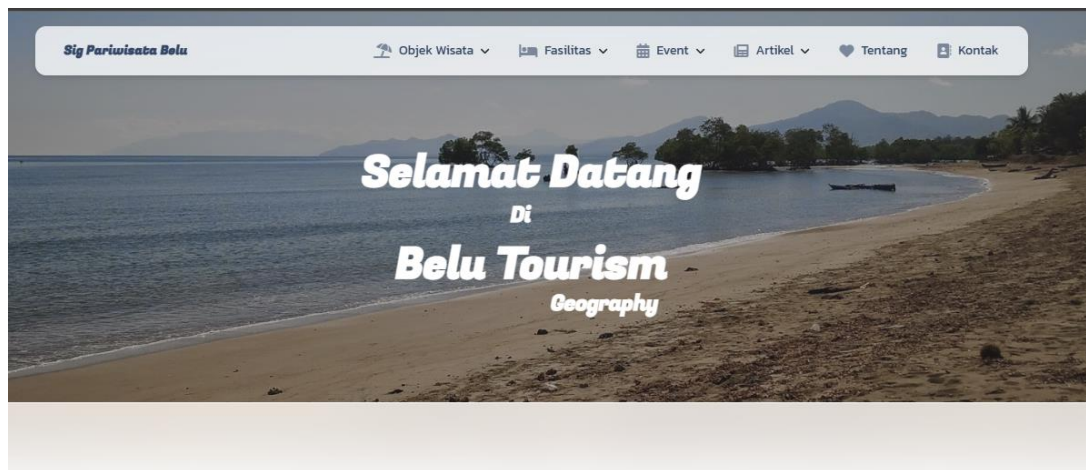 Sig Pariwisata Belu Objek Wisata Fasilitas Event Artikel Tentang Kontak
Selamat Datang
Di
Belu Tourism
Geography